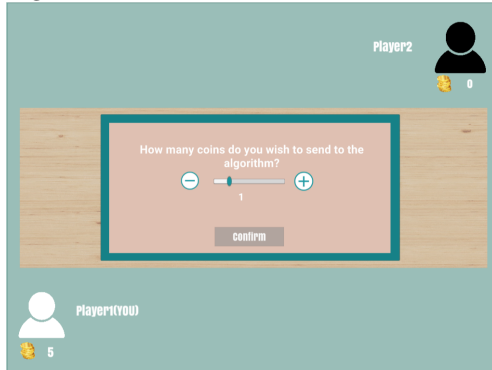 Player2
0
How many coins do you wish to send to the
algorithm?
1
Confirm
Player1(YOU)
5